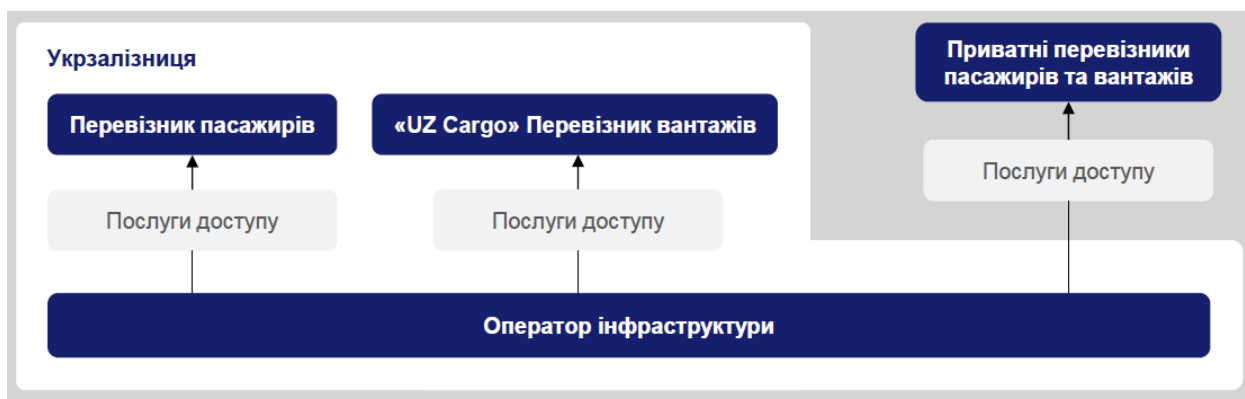 Укрзалізниця
Приватні перевізники
пасажирів та вантажів
Перевізник пасажирів
«UZ Cargo» Перевізник вантажів
Послуги доступу
Послуги доступу
Послуги доступу
Оператор інфраструктури